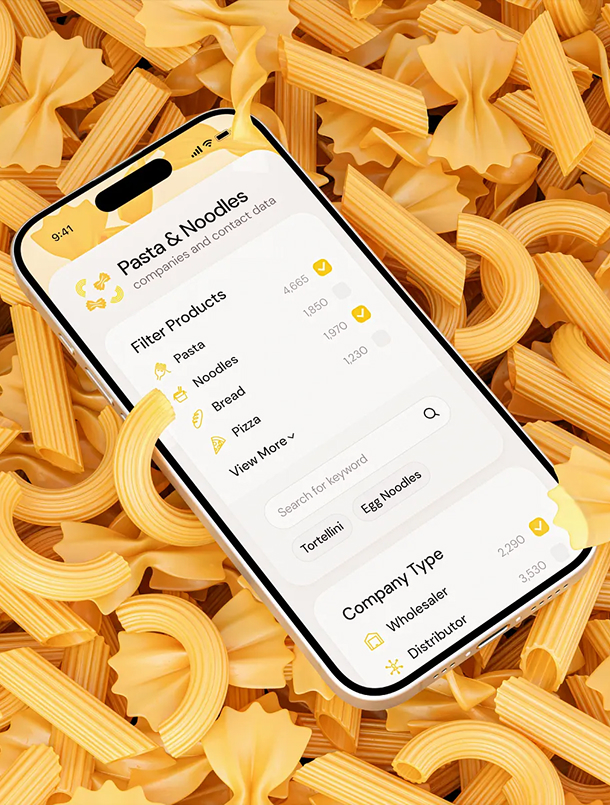 9:41
Pasta & Noodles
companies and contact data
Filter Products
Pasta 4,665
Noodles 1,850
Bread 1,970
Pizza 1,230
View More
Search for keyword
Tortellini Egg Noodles
Company Type
Wholesaler 2,290
Distributor 3,530